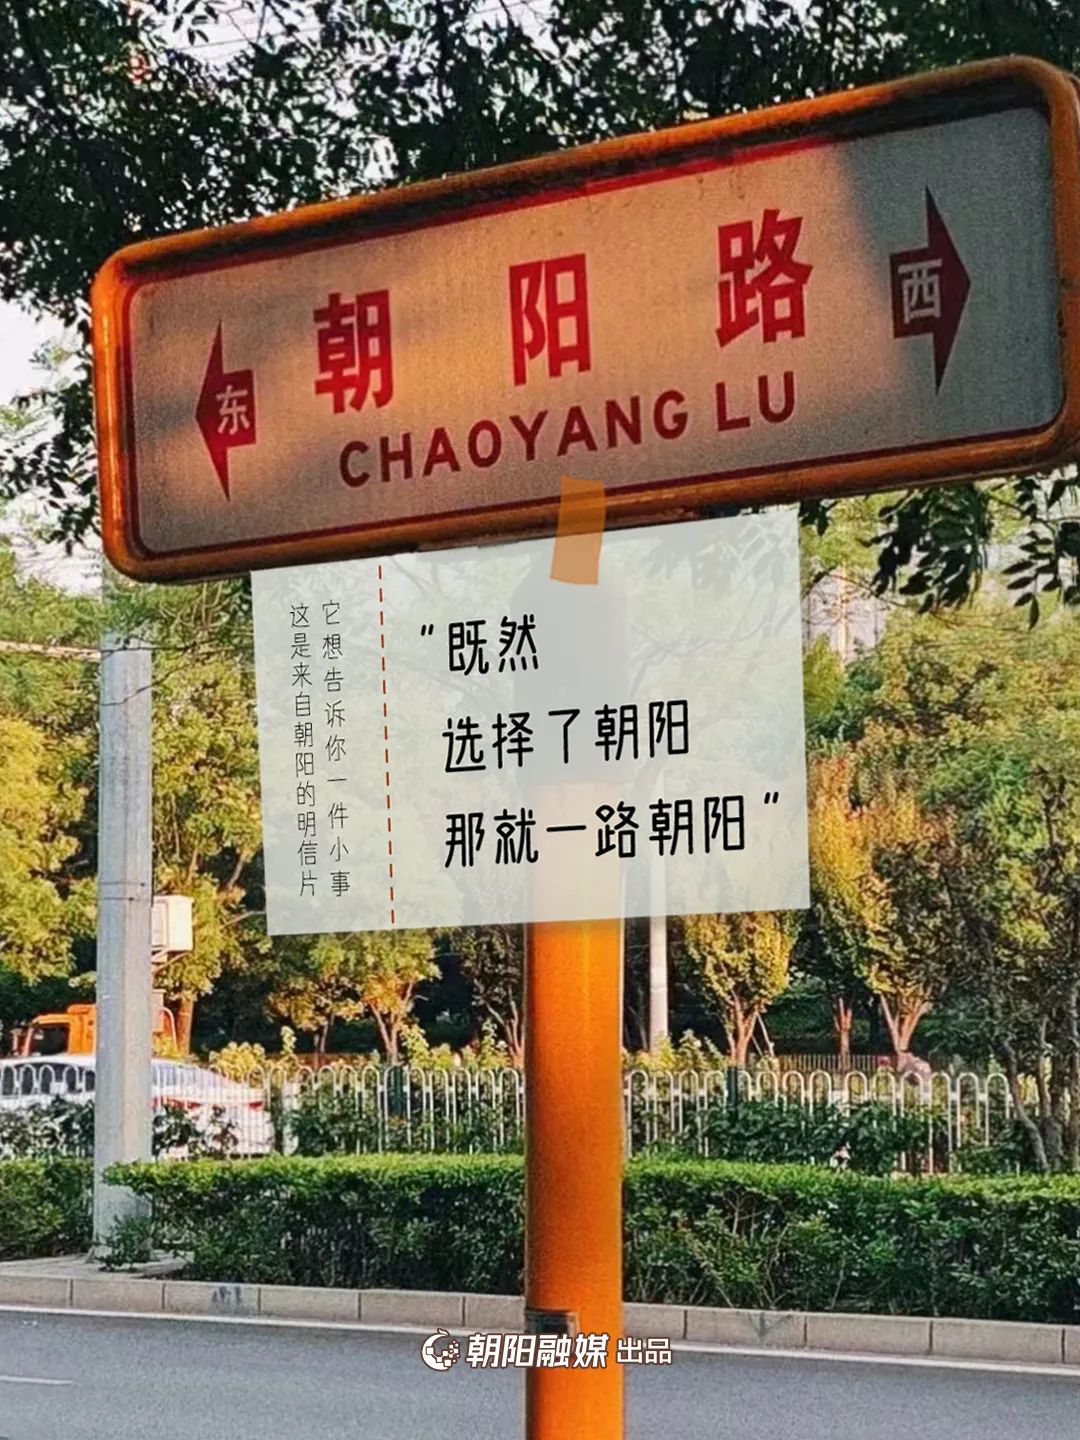 朝阳路
东
西
CHAOYANG LU
这是来自朝阳的明信片
它想告诉你一件小事
"既然
选择了朝阳
那就一路朝阳"
朝阳融媒 出品